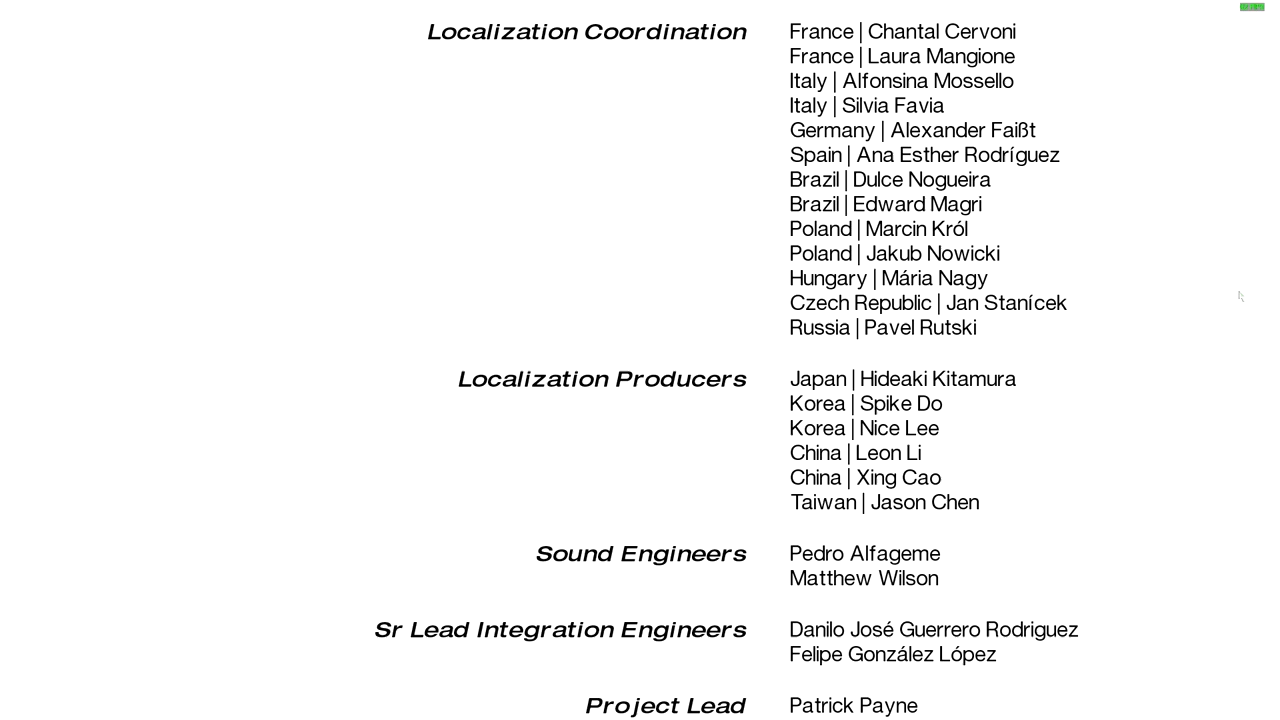 Localization Coordination France | Chantal Cervoni
France | Laura Mangione
Italy | Alfonsina Mossello
Italy | Silvia Favia
Germany | Alexander Faißt
Spain | Ana Esther Rodríguez
Brazil | Dulce Nogueira
Brazil | Edward Magri
Poland | Marcin Król
Poland | Jakub Nowicki
Hungary | Mária Nagy
Czech Republic | Jan Stanícek
Russia | Pavel Rutski
Localization Producers Japan | Hideaki Kitamura
Korea | Spike Do
Korea | Nice Lee
China | Leon Li
China | Xing Cao
Taiwan | Jason Chen
Sound Engineers Pedro Alfageme
Matthew Wilson
Sr Lead Integration Engineers Danilo José Guerrero Rodriguez
Felipe González López
Project Lead Patrick Payne